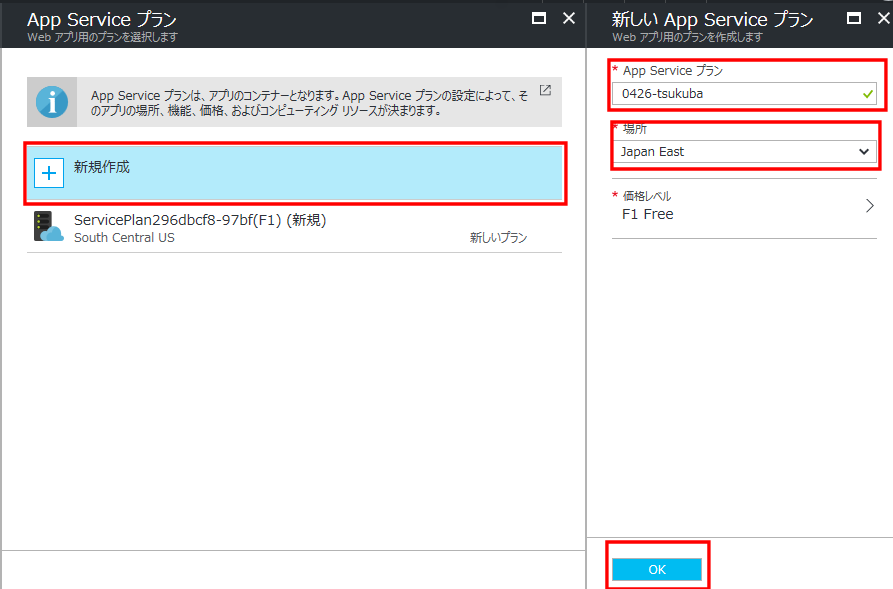 App Service プラン
Web アプリ用のプランを選択します
App Service プランは、アプリのコンテナーとなります。App Service プランの設定によって、そ
のアプリの場所、機能、価格、およびコンピューティング リソースが決まります。
新規作成
ServicePlan296dbcf8-97bf(F1) (新規)
South Central US
新しいプラン
新しい App Service プラン
Web アプリ用のプランを作成します
* App Service プラン
0426-tsukuba
* 場所
Japan East
* 価格レベル
F1 Free
OK